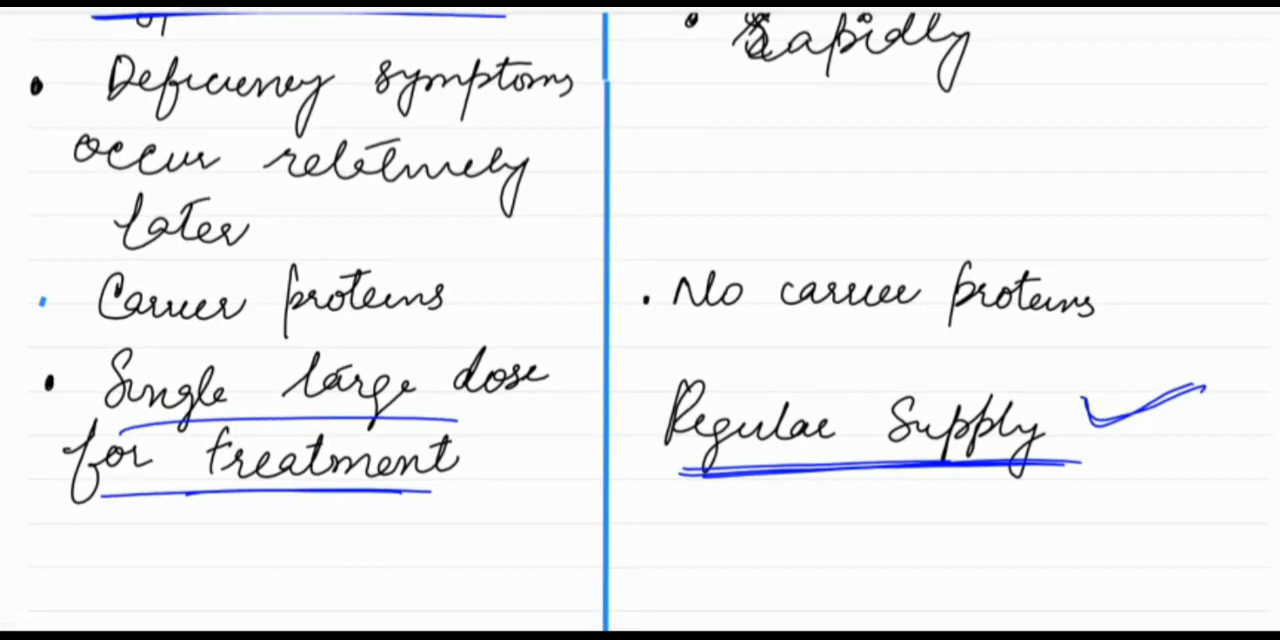 • Deficiency symptoms
occur relatively
later
• Carrier proteins
• Single large dose
for treatment
• Rapidly
• No carrier proteins
Regular Supply ✓